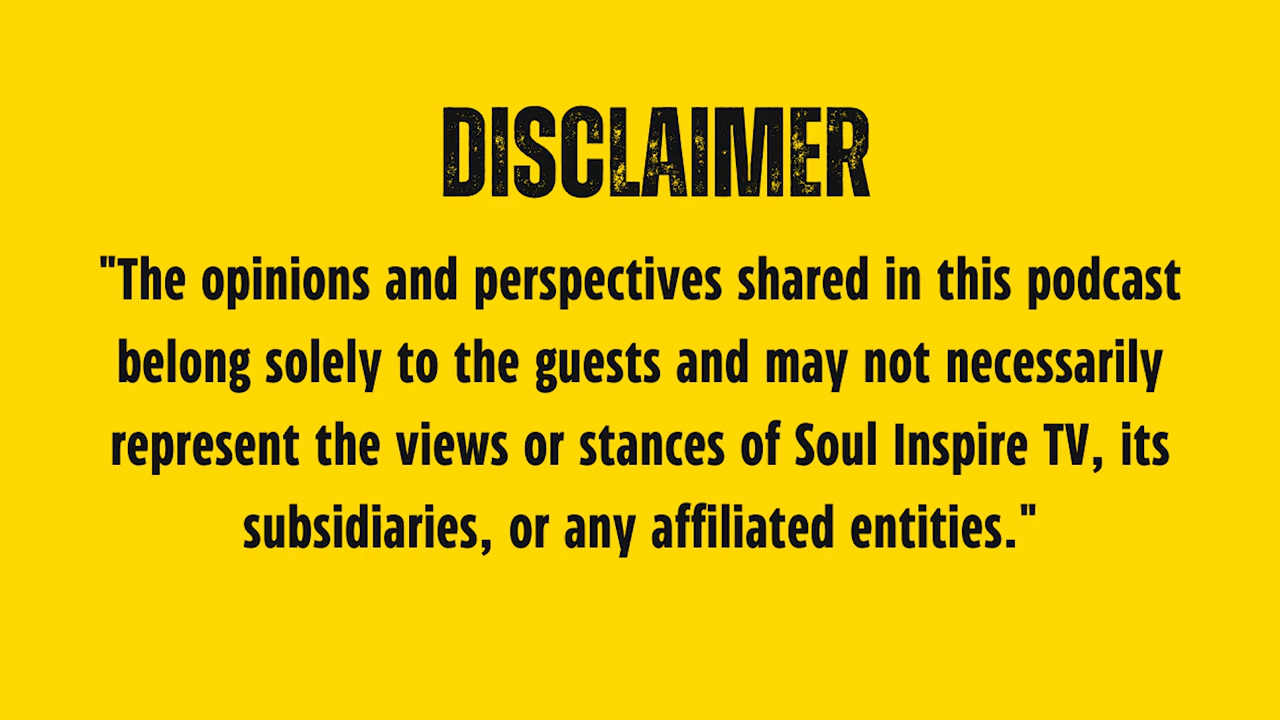 DISCLAIMER
"The opinions and perspectives shared in this podcast
belong solely to the guests and may not necessarily
represent the views or stances of Soul Inspire TV, its
subsidiaries, or any affiliated entities."